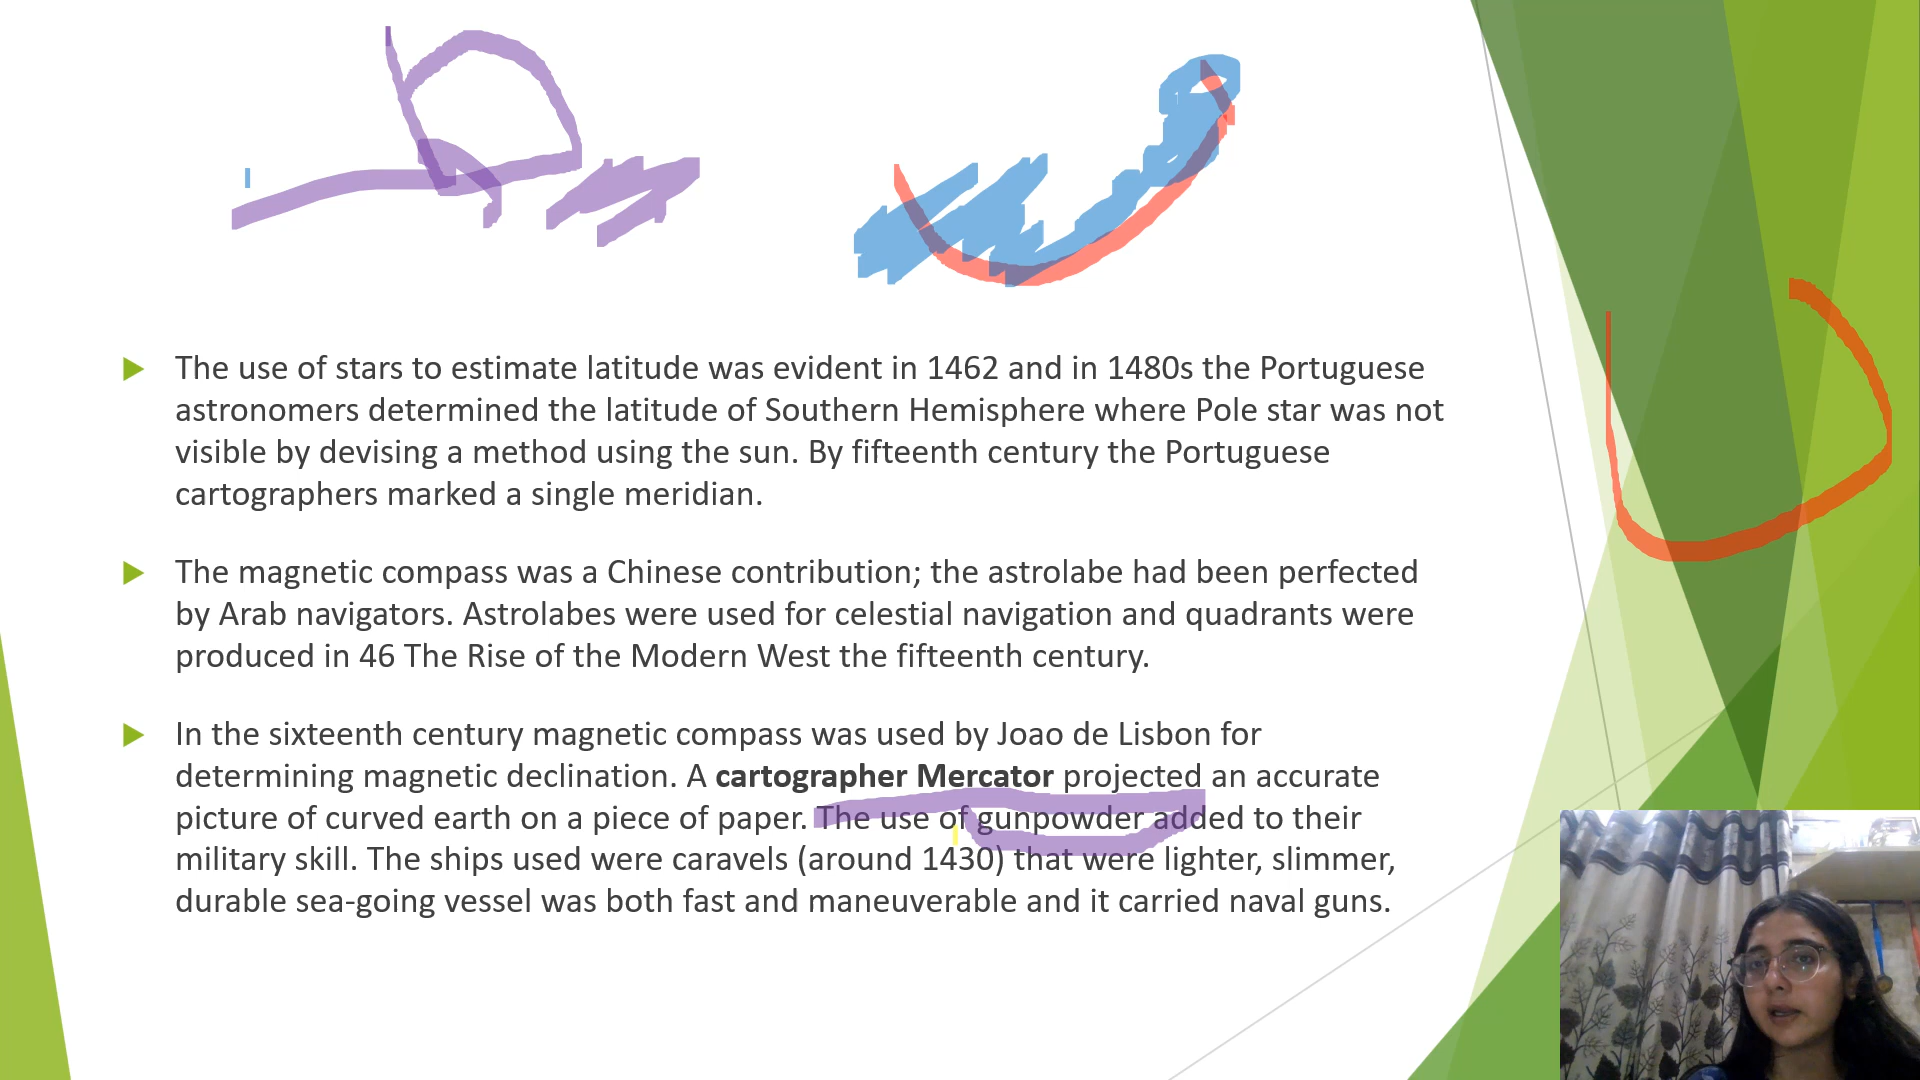 The use of stars to estimate latitude was evident in 1462 and in 1480s the Portuguese
astronomers determined the latitude of Southern Hemisphere where Pole star was not
visible by devising a method using the sun. By fifteenth century the Portuguese
cartographers marked a single meridian.
The magnetic compass was a Chinese contribution; the astrolabe had been perfected
by Arab navigators. Astrolabes were used for celestial navigation and quadrants were
produced in 46 The Rise of the Modern West the fifteenth century.
In the sixteenth century magnetic compass was used by Joao de Lisbon for
determining magnetic declination. A cartographer Mercator projected an accurate
picture of curved earth on a piece of paper. The use of gunpowder added to their
military skill. The ships used were caravels (around 1430) that were lighter, slimmer,
durable sea-going vessel was both fast and maneuverable and it carried naval guns.